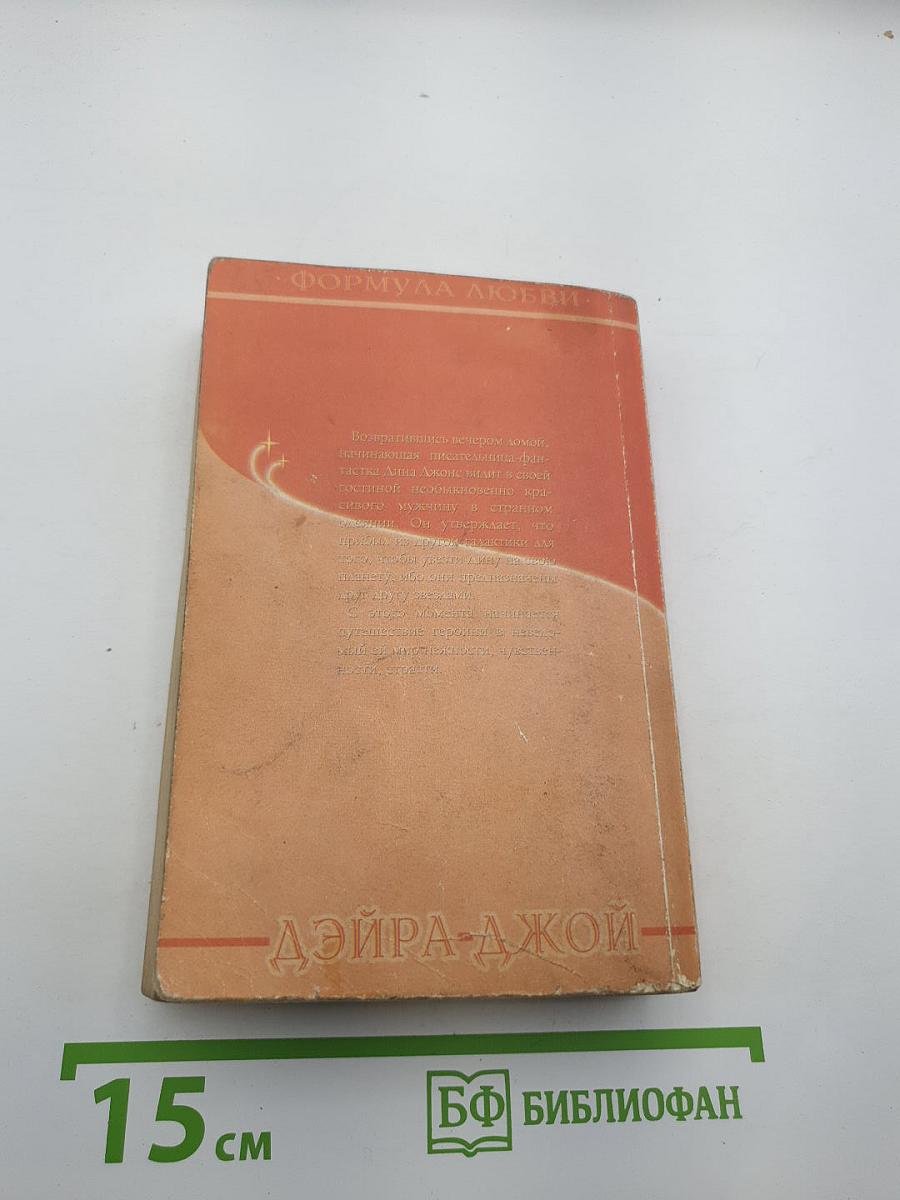 · ФОРМУЛА ЛЮБВИ ·
Возвратившись вечером домой,
начинающая писательница-фан-
тастка Дина Джонс видит в своей
гостиной необыкновенно кра-
сивого мужчину в странном
одеянии. Он утверждает, что
прибыл из другой галактики для
того, чтобы увезти Дину на свою
планету, ибо они предназначены
друг другу звездами.
С этого момента начинается
путешествие героини в неведо-
мый ей мир нежности, чувствен-
ности, страсти.
ДЭЙРА-ДЖОЙ
15 см
БФ БИБЛИОФАН